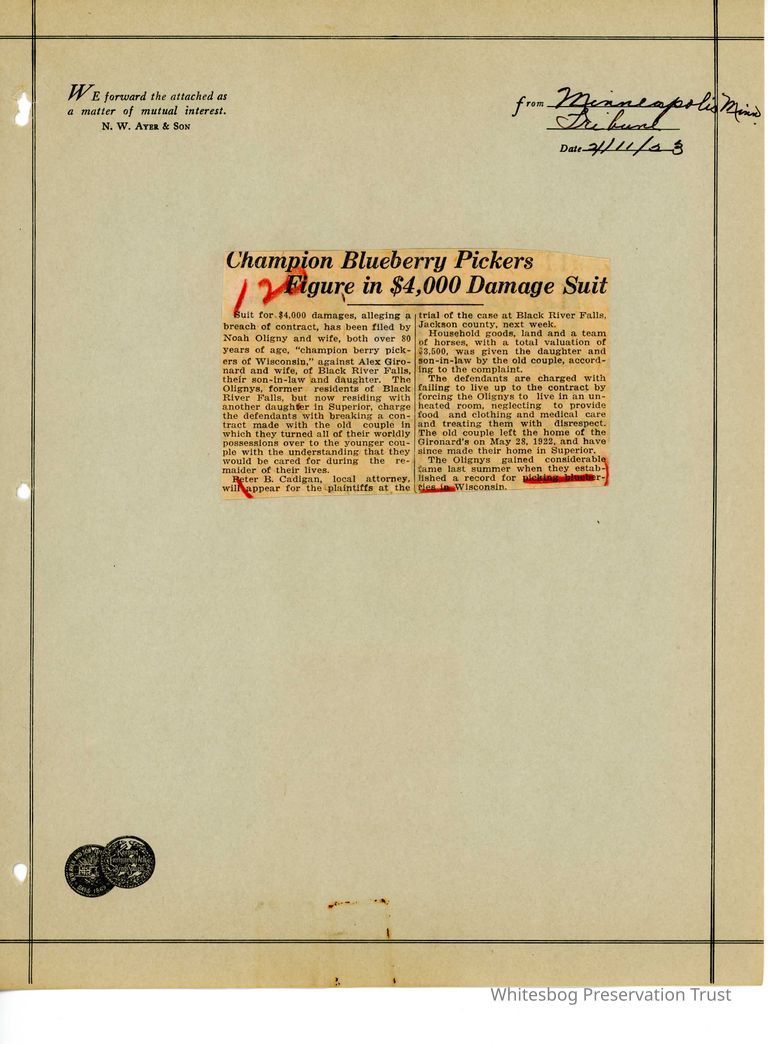 WE forward the attached as
a matter of mutual interest.
N. W. AYER & SON
from Minneapolis Minn
Tribune
Date 2/11/23
Champion Blueberry Pickers
Figure in $4,000 Damage Suit
120
Suit for $4,000 damages, alleging a
breach of contract, has been filed by
Noah Oligny and wife, both over 80
years of age, "champion berry pick-
ers of Wisconsin," against Alex Giro-
nard and wife, of Black River Falls,
their son-in-law and daughter. The
Olignys, former residents of Black
River Falls, but now residing with
another daughter in Superior, charge
the defendants with breaking a con-
tract made with the old couple in
which they turned all of their worldly
possessions over to the younger cou-
ple with the understanding that they
would be cared for during the re-
maider of their lives.
Peter B. Cadigan, local attorney,
will appear for the plaintiffs at the
trial of the case at Black River Falls,
Jackson county, next week.
Household goods, land and a team
of horses, with a total valuation of
$3,500, was given the daughter and
son-in-law by the old couple, accord-
ing to the complaint.
The defendants are charged with
failing to live up to the contract by
forcing the Olignys to live in an un-
heated room, neglecting to provide
food and clothing and medical care
and treating them with disrespect.
The old couple left the home of the
Gironard's on May 28, 1922, and have
since made their home in Superior.
The Olignys gained considerable
fame last summer when they estab-
lished a record for picking blueber-
ries in Wisconsin.
Whitesbog Preservation Trust